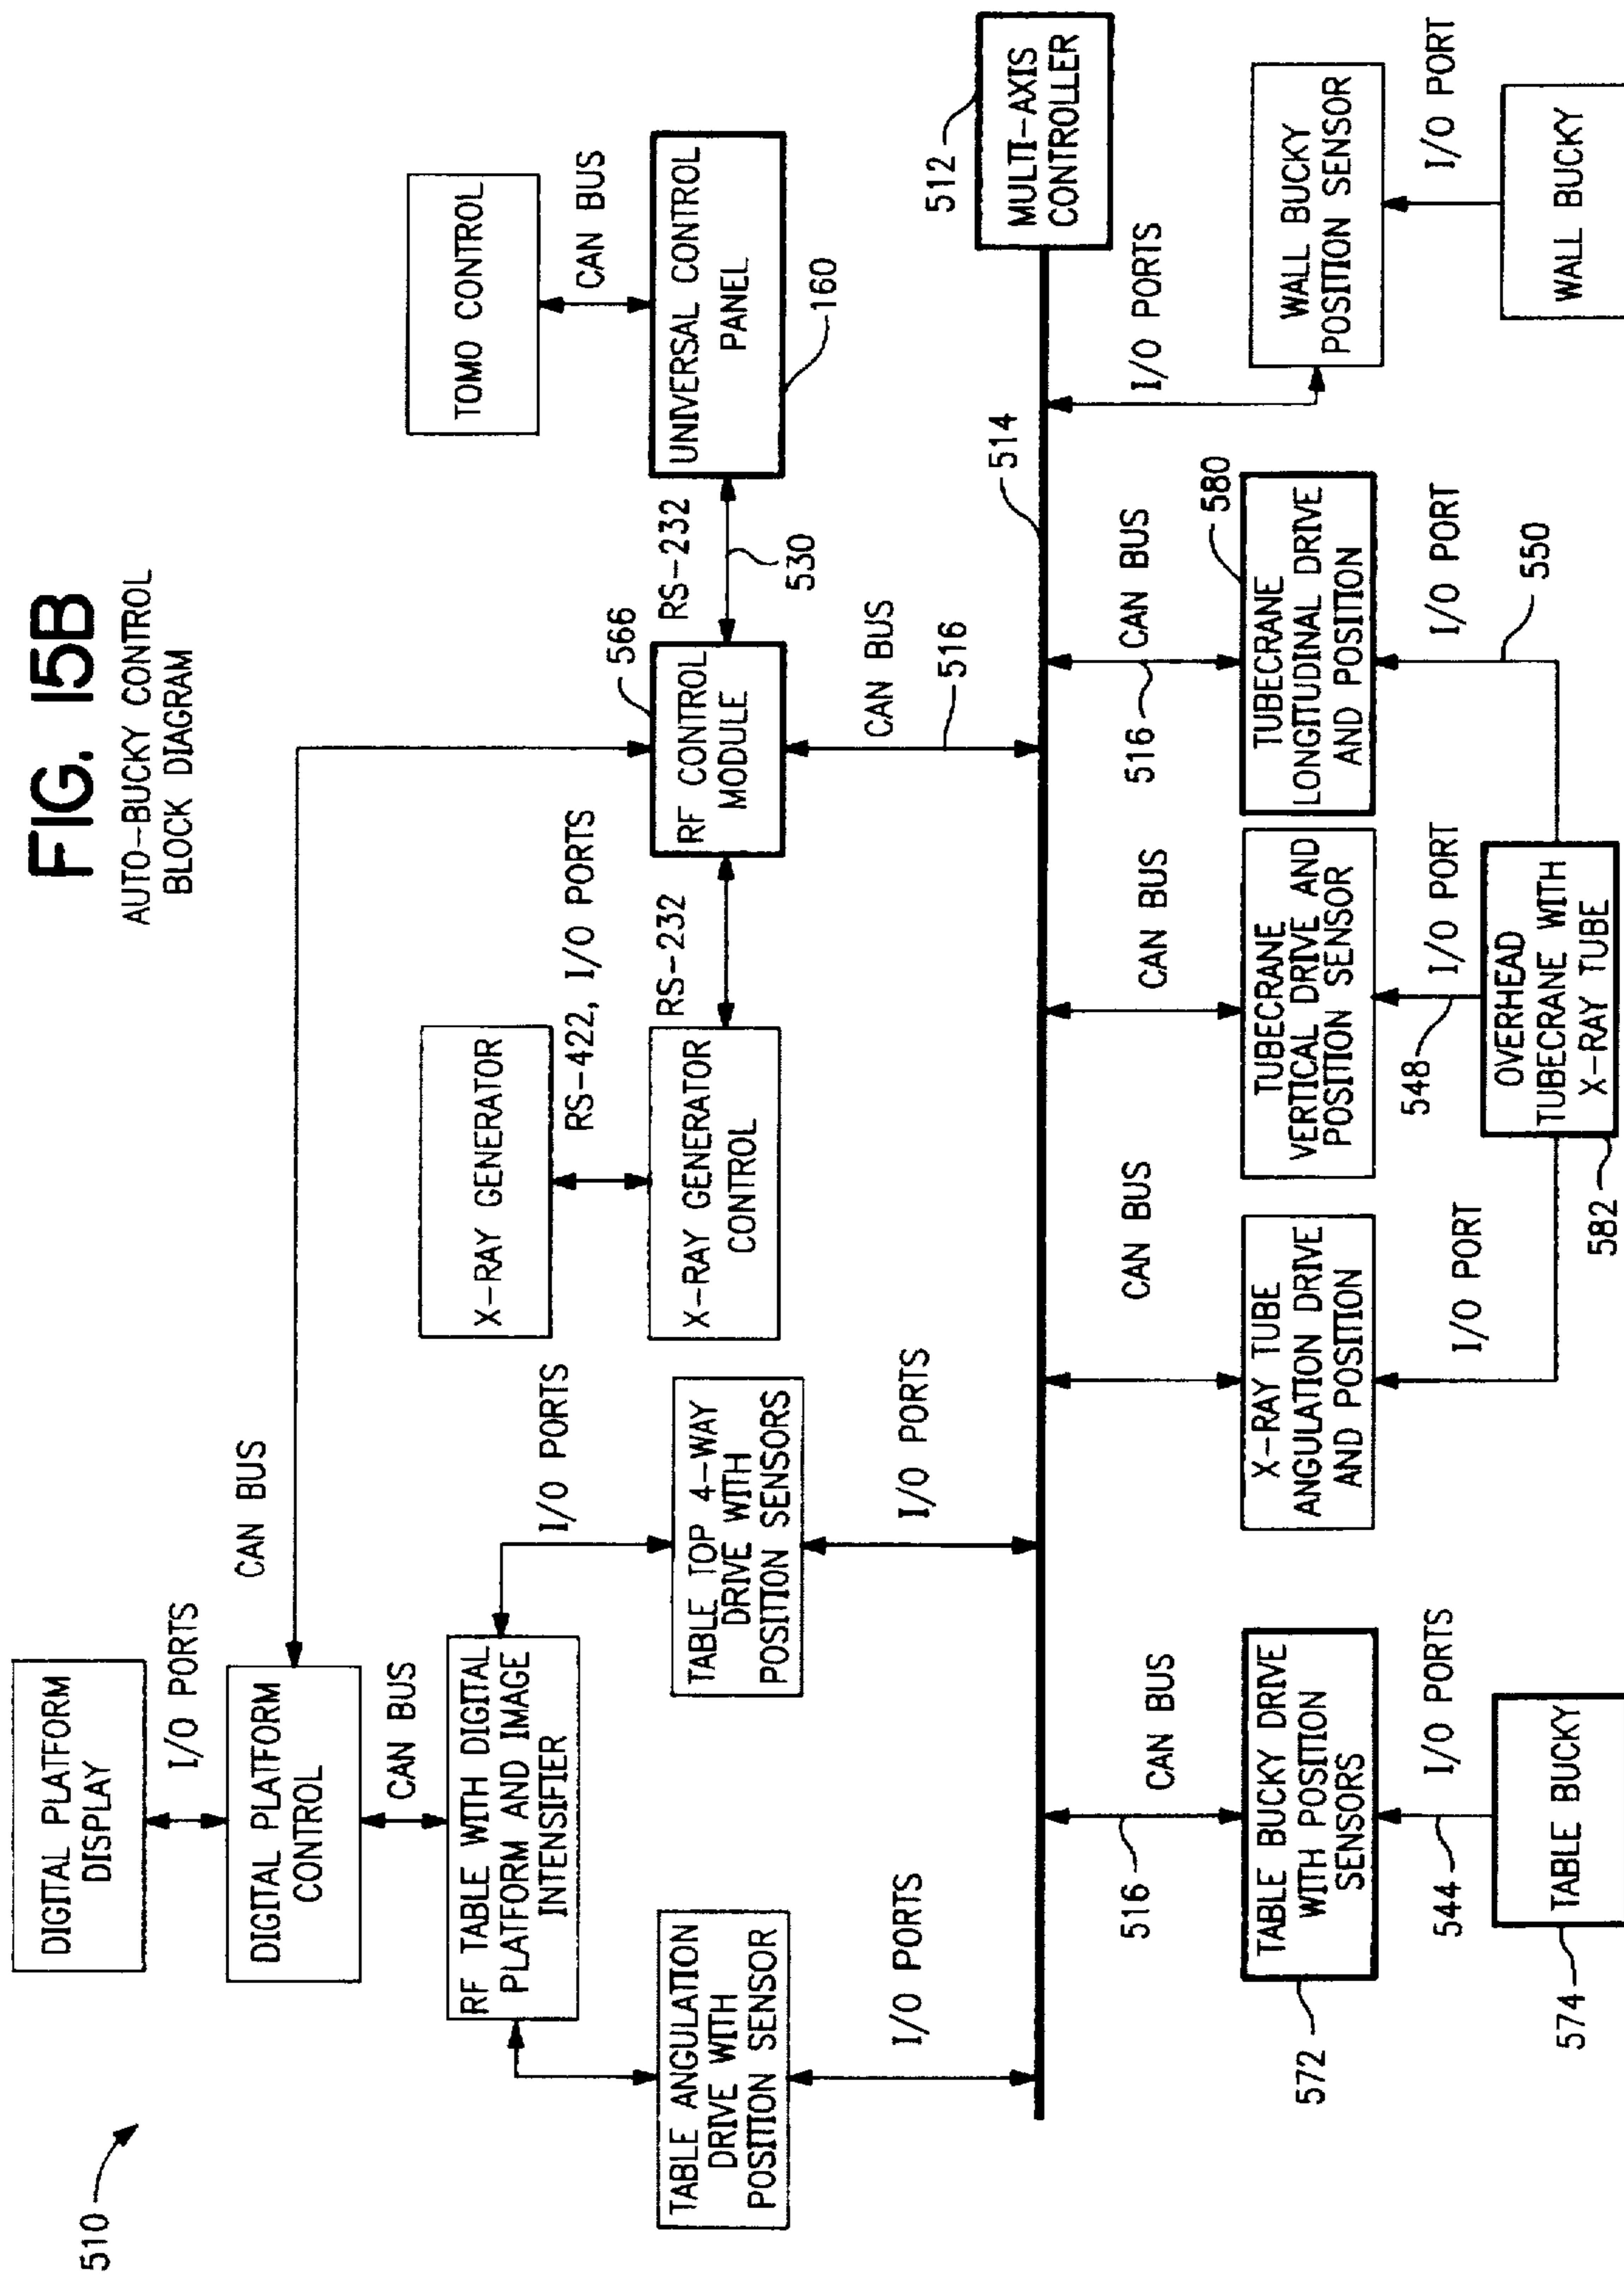 FIG. 15B
AUTO-BUCKY CONTROL
BLOCK DIAGRAM
510
DIGITAL PLATFORM
DISPLAY
I/O PORTS
DIGITAL PLATFORM
CONTROL
CAN BUS
CAN BUS
RF TABLE WITH DIGITAL
PLATFORM AND IMAGE
INTENSIFIER
I/O PORTS
TABLE ANGULATION
DRIVE WITH
POSITION SENSOR
I/O PORTS
TABLE TOP 4-WAY
DRIVE WITH
POSITION SENSORS
I/O PORTS
X-RAY GENERATOR
RS-422, I/O PORTS
X-RAY GENERATOR
CONTROL
RS-232
RF CONTROL
MODULE
566
RS-232
530
CAN BUS
516
TOMO CONTROL
CAN BUS
UNIVERSAL CONTROL
PANEL
160
512
MULTI-AXIS
CONTROLLER
514
CAN BUS
516
TABLE BUCKY DRIVE
WITH POSITION
SENSORS
572
I/O PORTS
544
TABLE BUCKY
574
CAN BUS
X-RAY TUBE
ANGULATION DRIVE
AND POSITION
I/O PORT
CAN BUS
TUBECRANE
VERTICAL DRIVE AND
POSITION SENSOR
I/O PORT
548
CAN BUS
516
580
TUBECRANE
LONGITUDINAL DRIVE
AND POSITION
I/O PORT
550
OVERHEAD
TUBECRANE WITH
X-RAY TUBE
582
I/O PORTS
WALL BUCKY
POSITION SENSOR
I/O PORT
WALL BUCKY